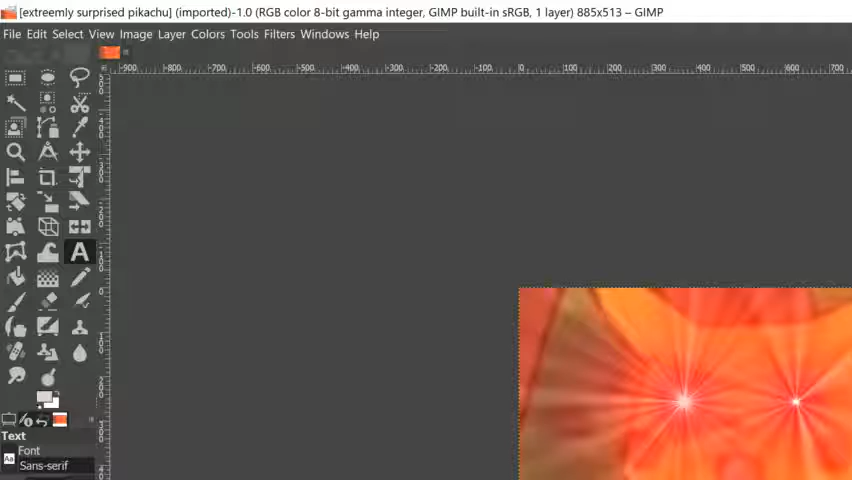 [extreemly surprised pikachu] (imported)-1.0 (RGB color 8-bit gamma integer, GIMP built-in sRGB, 1 layer) 885x513 – GIMP
File Edit Select View Image Layer Colors Tools Filters Windows Help
-900 -800 -700 -600 -500 -400 -300 -200 -100 0 100 200 300 400 500 600 700
A
Text
Font
Aa Sans-serif